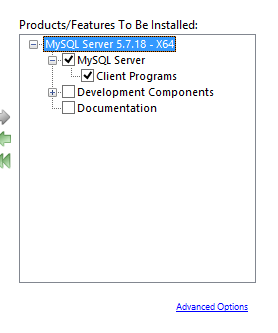 Products/Features To Be Installed:
MySQL Server 5.7.18 - X64
MySQL Server
Client Programs
Development Components
Documentation
Advanced Options